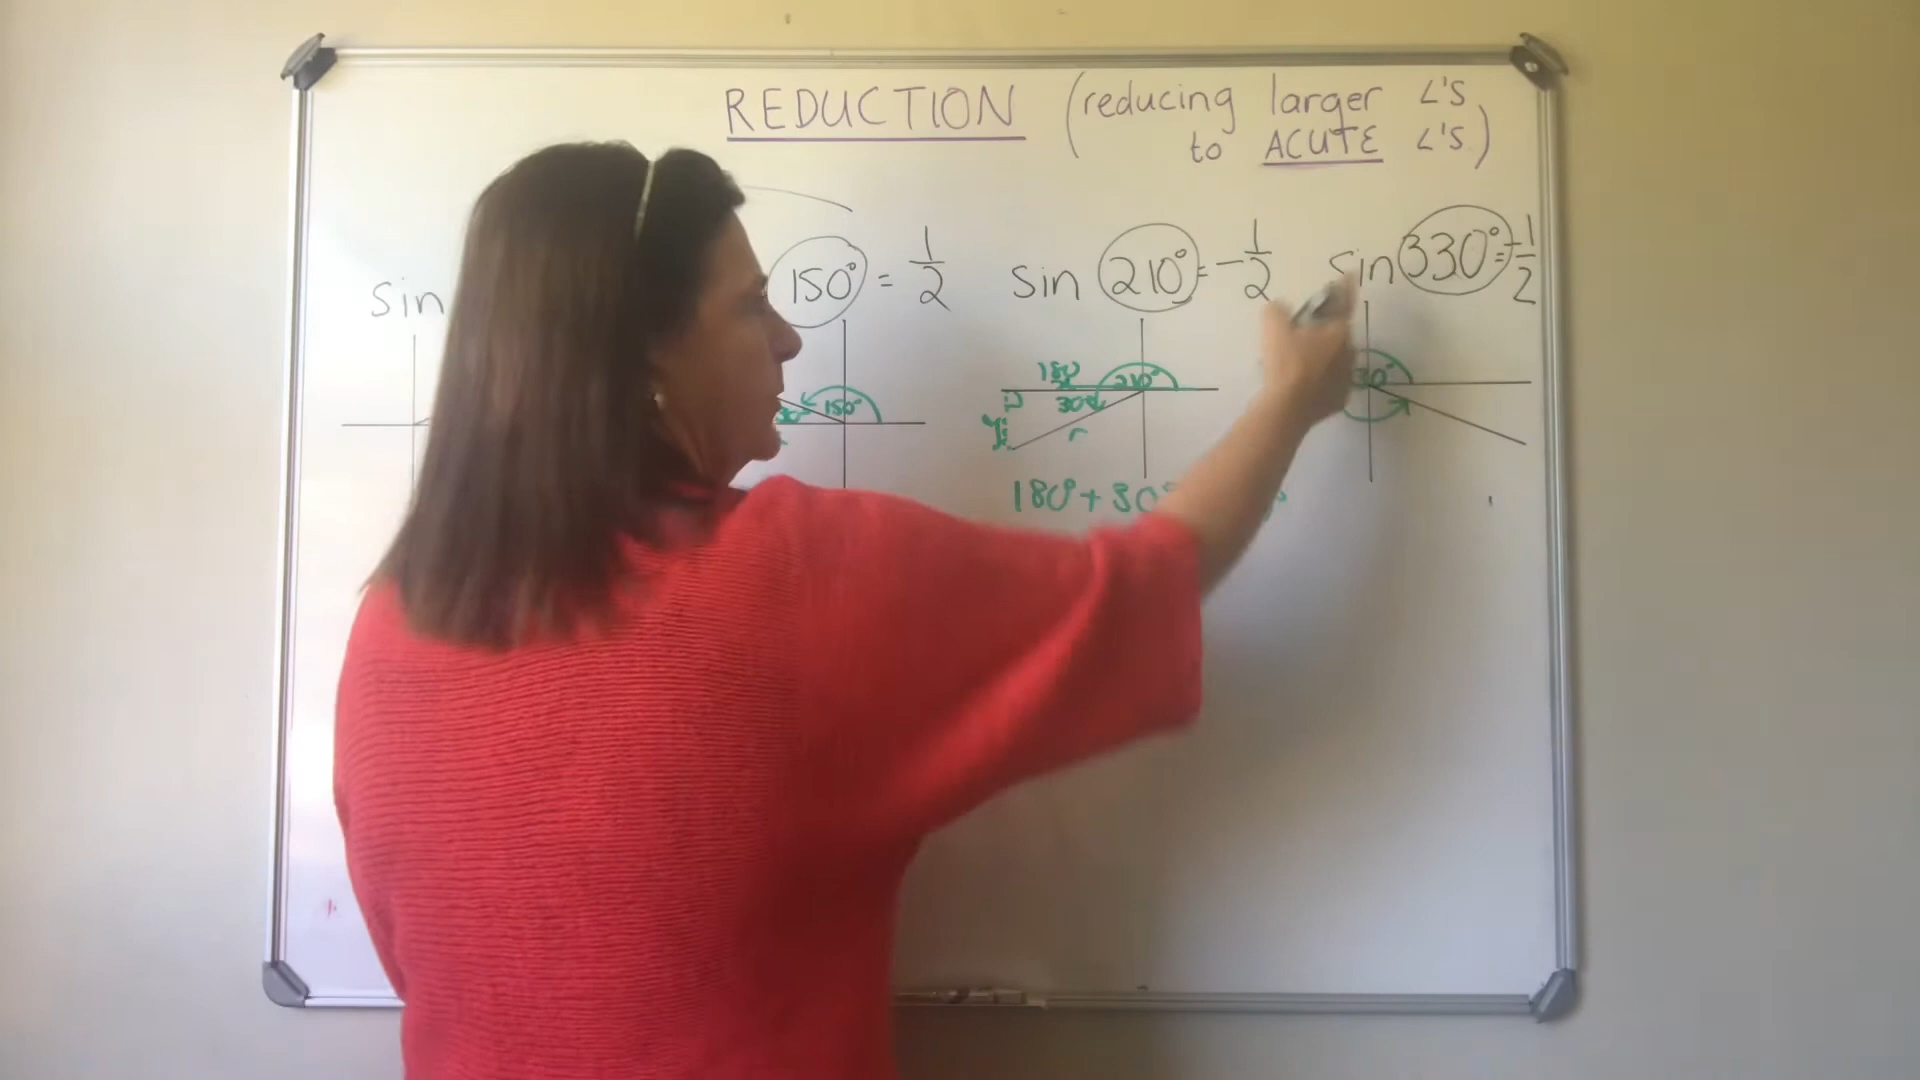 REDUCTION (reducing larger ∠'S
to ACUTE ∠'S)
sin
150° = 1/2
sin 210° = -1/2
sin 330° = -1/2
150°
180
210°
30°
r
180° + 30°